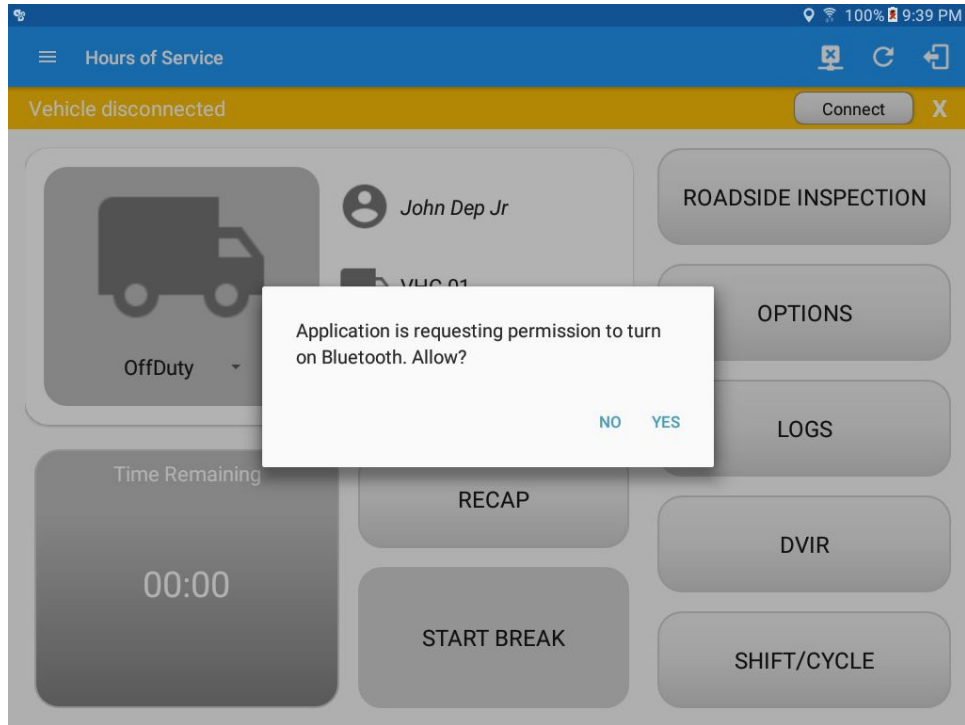 100% 9:39 PM
Hours of Service
Vehicle disconnected
Connect
X
John Dep Jr
VHC 01
OffDuty
Application is requesting permission to turn
on Bluetooth. Allow?
NO YES
Time Remaining
00:00
RECAP
START BREAK
ROADSIDE INSPECTION
OPTIONS
LOGS
DVIR
SHIFT/CYCLE